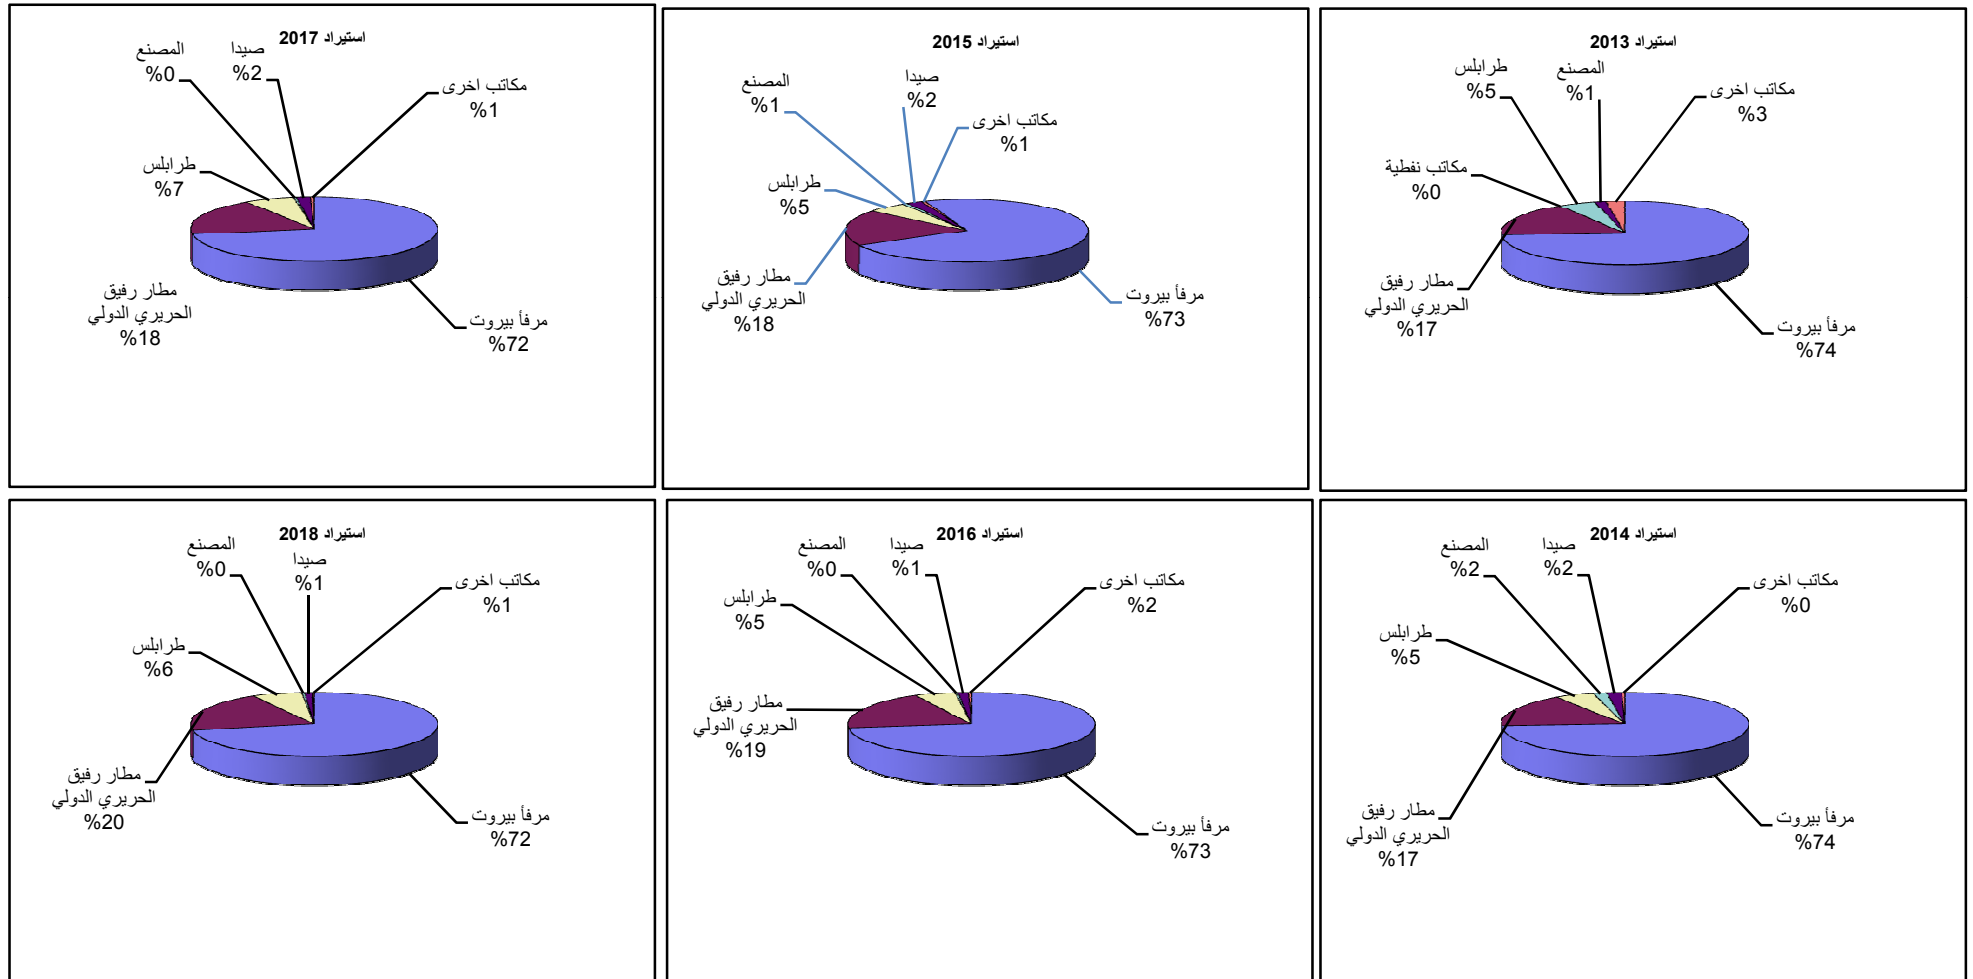 استيراد 2013
طرابلس
%5
المصنع
%1
مكاتب اخرى
%3
مكاتب نفطية
%0
مطار رفيق
الحريري الدولي
%17
مرفأ بيروت
%74
استيراد 2015
صيدا
%2
المصنع
%1
مكاتب اخرى
%1
طرابلس
%5
مطار رفيق
الحريري الدولي
%18
مرفأ بيروت
%73
استيراد 2017
صيدا
%2
المصنع
%0
مكاتب اخرى
%1
طرابلس
%7
مطار رفيق
الحريري الدولي
%18
مرفأ بيروت
%72
استيراد 2014
صيدا
%2
المصنع
%2
مكاتب اخرى
%0
طرابلس
%5
مطار رفيق
الحريري الدولي
%17
مرفأ بيروت
%74
استيراد 2016
صيدا
%1
المصنع
%0
مكاتب اخرى
%2
طرابلس
%5
مطار رفيق
الحريري الدولي
%19
مرفأ بيروت
%73
استيراد 2018
المصنع
%0
صيدا
%1
مكاتب اخرى
%1
طرابلس
%6
مطار رفيق
الحريري الدولي
%20
مرفأ بيروت
%72